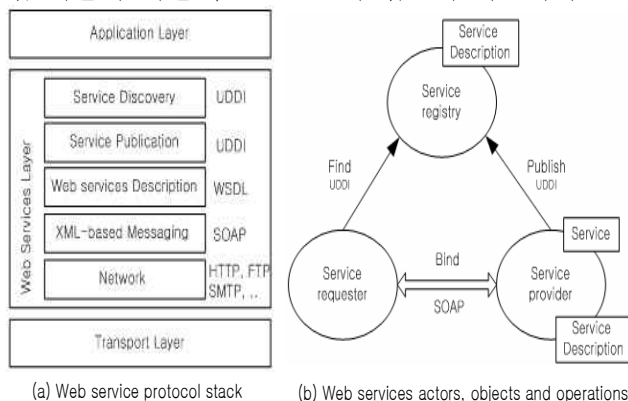 Application Layer
Web Services Layer
Service Discovery UDDI
Service Publication UDDI
Web services Description WSDL
XML-based Messaging SOAP
Network HTTP, FTP,
SMTP, ..
Transport Layer
(a) Web service protocol stack
Service
Description
Service
registry
Find
UDDI
Publish
UDDI
Service
Service
requester
Bind
SOAP
Service
provider
Service
Description
(b) Web services actors, objects and operations